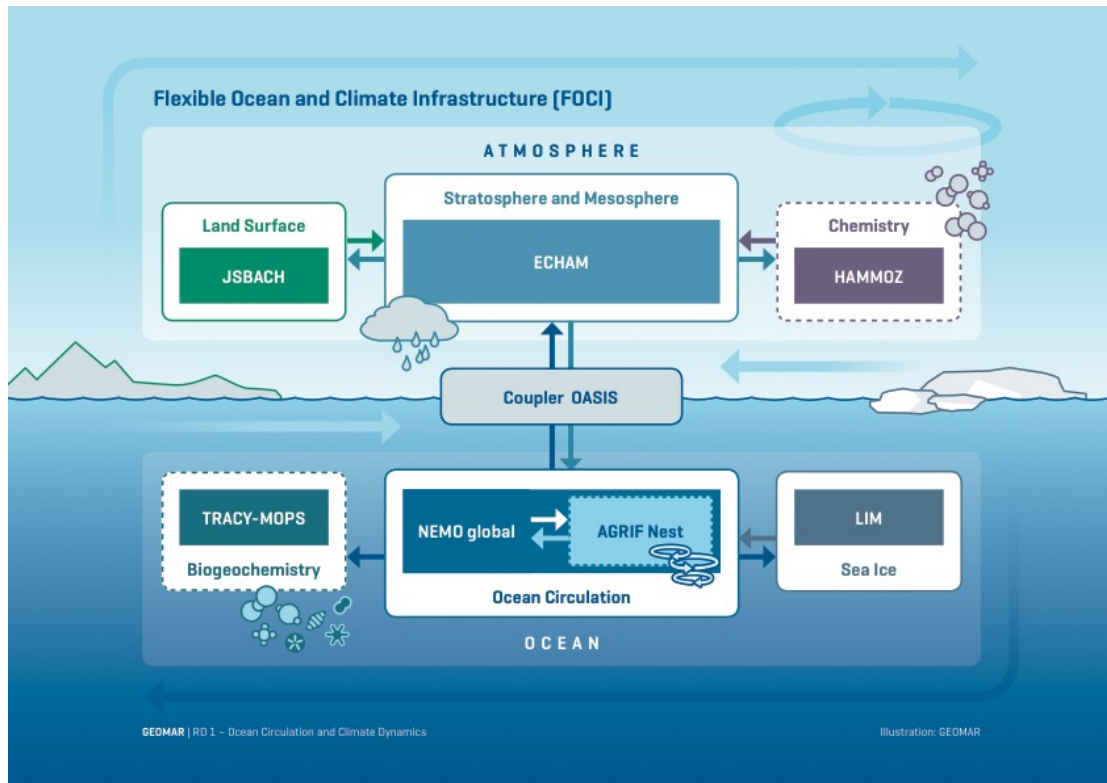 Flexible Ocean and Climate Infrastructure (FOCI)
ATMOSPHERE
Stratosphere and Mesosphere
Land Surface
Chemistry
JSBACH
ECHAM
HAMMOZ
Coupler OASIS
TRACY-MOPS
NEMO global
AGRIF Nest
LIM
Biogeochemistry
Sea Ice
Ocean Circulation
OCEAN
GEOMAR | RD 1 – Ocean Circulation and Climate Dynamics
Illustration: GEOMAR